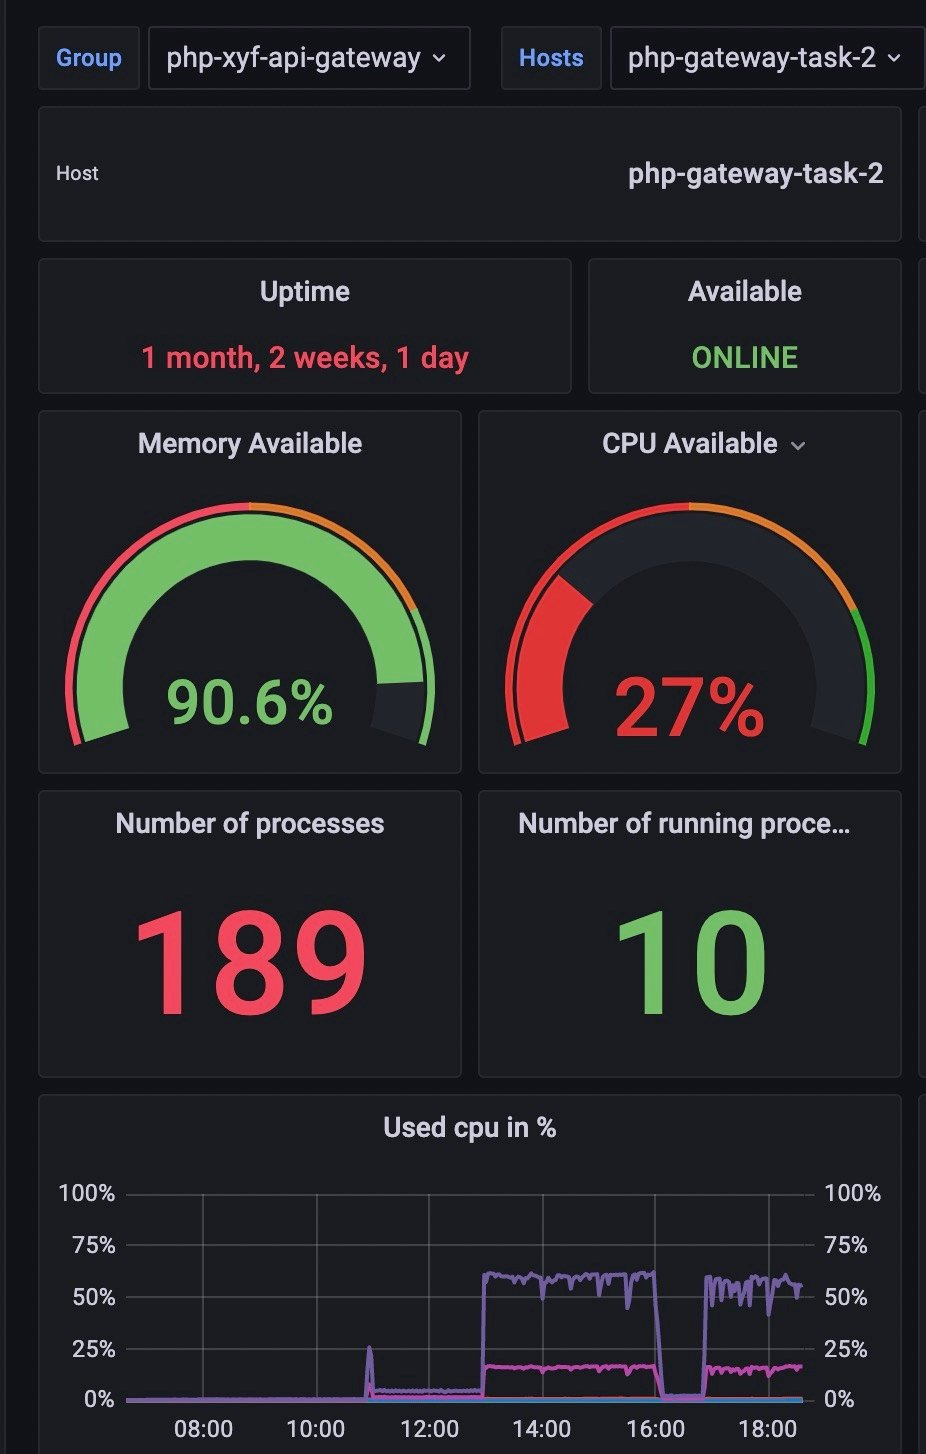 Group php-xyf-api-gateway Hosts php-gateway-task-2
Host php-gateway-task-2
Uptime Available
1 month, 2 weeks, 1 day ONLINE
Memory Available CPU Available
90.6% 27%
Number of processes Number of running proce...
189 10
Used cpu in %
100% 100%
75% 75%
50% 50%
25% 25%
0% 0%
08:00 10:00 12:00 14:00 16:00 18:00